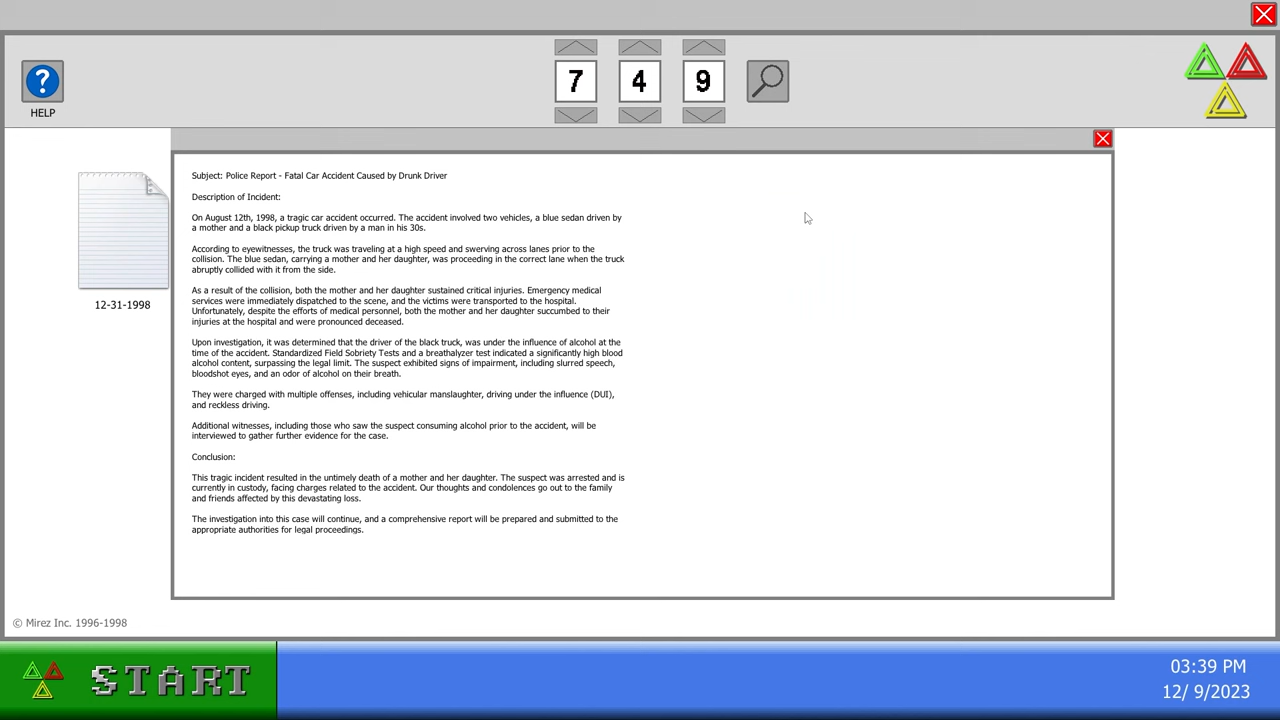 7 4 9
HELP
Subject: Police Report - Fatal Car Accident Caused by Drunk Driver
Description of Incident:
On August 12th, 1998, a tragic car accident occurred. The accident involved two vehicles, a blue sedan driven by
a mother and a black pickup truck driven by a man in his 30s.
According to eyewitnesses, the truck was traveling at a high speed and swerving across lanes prior to the
collision. The blue sedan, carrying a mother and her daughter, was proceeding in the correct lane when the truck
abruptly collided with it from the side.
As a result of the collision, both the mother and her daughter sustained critical injuries. Emergency medical
services were immediately dispatched to the scene, and the victims were transported to the hospital.
Unfortunately, despite the efforts of medical personnel, both the mother and her daughter succumbed to their
injuries at the hospital and were pronounced deceased.
Upon investigation, it was determined that the driver of the black truck, was under the influence of alcohol at the
time of the accident. Standardized Field Sobriety Tests and a breathalyzer test indicated a significantly high blood
alcohol content, surpassing the legal limit. The suspect exhibited signs of impairment, including slurred speech,
bloodshot eyes, and an odor of alcohol on their breath.
They were charged with multiple offenses, including vehicular manslaughter, driving under the influence (DUI),
and reckless driving.
Additional witnesses, including those who saw the suspect consuming alcohol prior to the accident, will be
interviewed to gather further evidence for the case.
Conclusion:
This tragic incident resulted in the untimely death of a mother and her daughter. The suspect was arrested and is
currently in custody, facing charges related to the accident. Our thoughts and condolences go out to the family
and friends affected by this devastating loss.
The investigation into this case will continue, and a comprehensive report will be prepared and submitted to the
appropriate authorities for legal proceedings.
12-31-1998
© Mirez Inc. 1996-1998
START
03:39 PM
12/ 9/2023